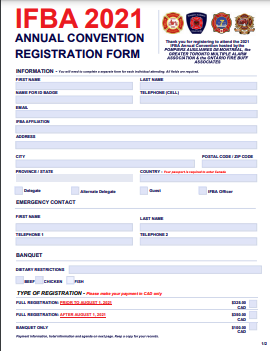 IFBA 2021
ANNUAL CONVENTION
REGISTRATION FORM
Thank you for registering to attend the 2021
IFBA Annual Convention hosted by the
POMPIERS AUXILIAIRES DE MONTRÉAL, the
GREATER TORONTO MULTIPLE ALARM
ASSOCIATION & the ONTARIO FIRE BUFF
ASSOCIATES
INFORMATION - You will need to complete a separate form for each individual attending. All fields are required.
FIRST NAME LAST NAME
NAME FOR ID BADGE TELEPHONE (CELL)
EMAIL
IFBA AFFILIATION
ADDRESS
CITY POSTAL CODE / ZIP CODE
PROVINCE / STATE COUNTRY - Your passport is required to enter Canada
Delegate Alternate Delegate Guest IFBA Officer
EMERGENCY CONTACT
FIRST NAME LAST NAME
TELEPHONE 1 TELEPHONE 2
BANQUET
DIETARY RESTRICTIONS
BEEF CHICKEN FISH
TYPE OF REGISTRATION - Please make your payment in CAD only
FULL REGISTRATION: PRIOR TO AUGUST 1, 2021 $325.00 CAD
FULL REGISTRATION: AFTER AUGUST 1, 2021 CAD
BANQUET ONLY CAD
Payment information, hotel information and agenda on next page. Keep a copy for your records.
1/2